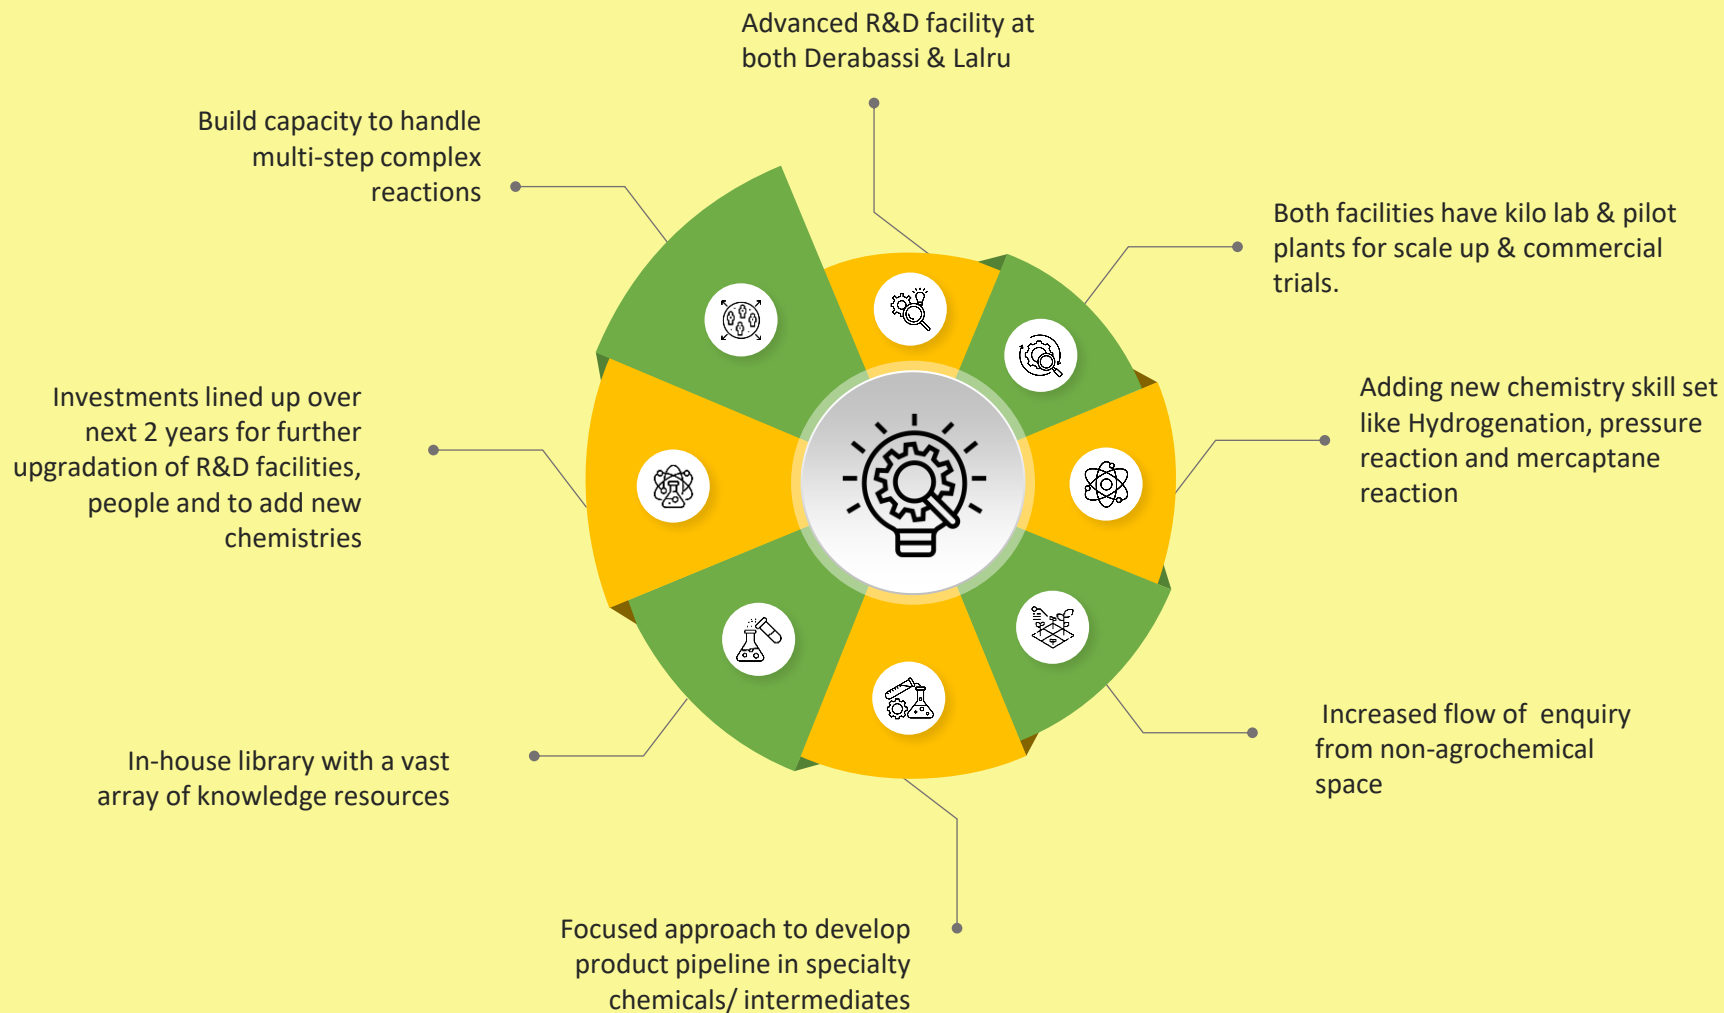 Advanced R&D facility at
both Derabassi & Lalru
Both facilities have kilo lab & pilot
plants for scale up & commercial
trials.
Adding new chemistry skill set
like Hydrogenation, pressure
reaction and mercaptane
reaction
Increased flow of enquiry
from non-agrochemical
space
Focused approach to develop
product pipeline in specialty
chemicals/ intermediates
In-house library with a vast
array of knowledge resources
Investments lined up over
next 2 years for further
upgradation of R&D facilities,
people and to add new
chemistries
Build capacity to handle
multi-step complex
reactions